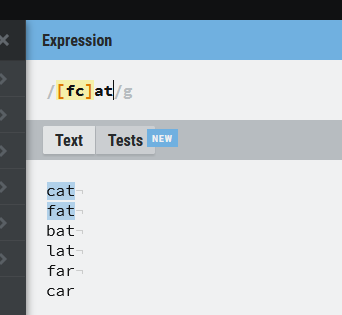 Expression
/[fc]at/g
Text Tests NEW
cat
fat
bat
lat
far
car